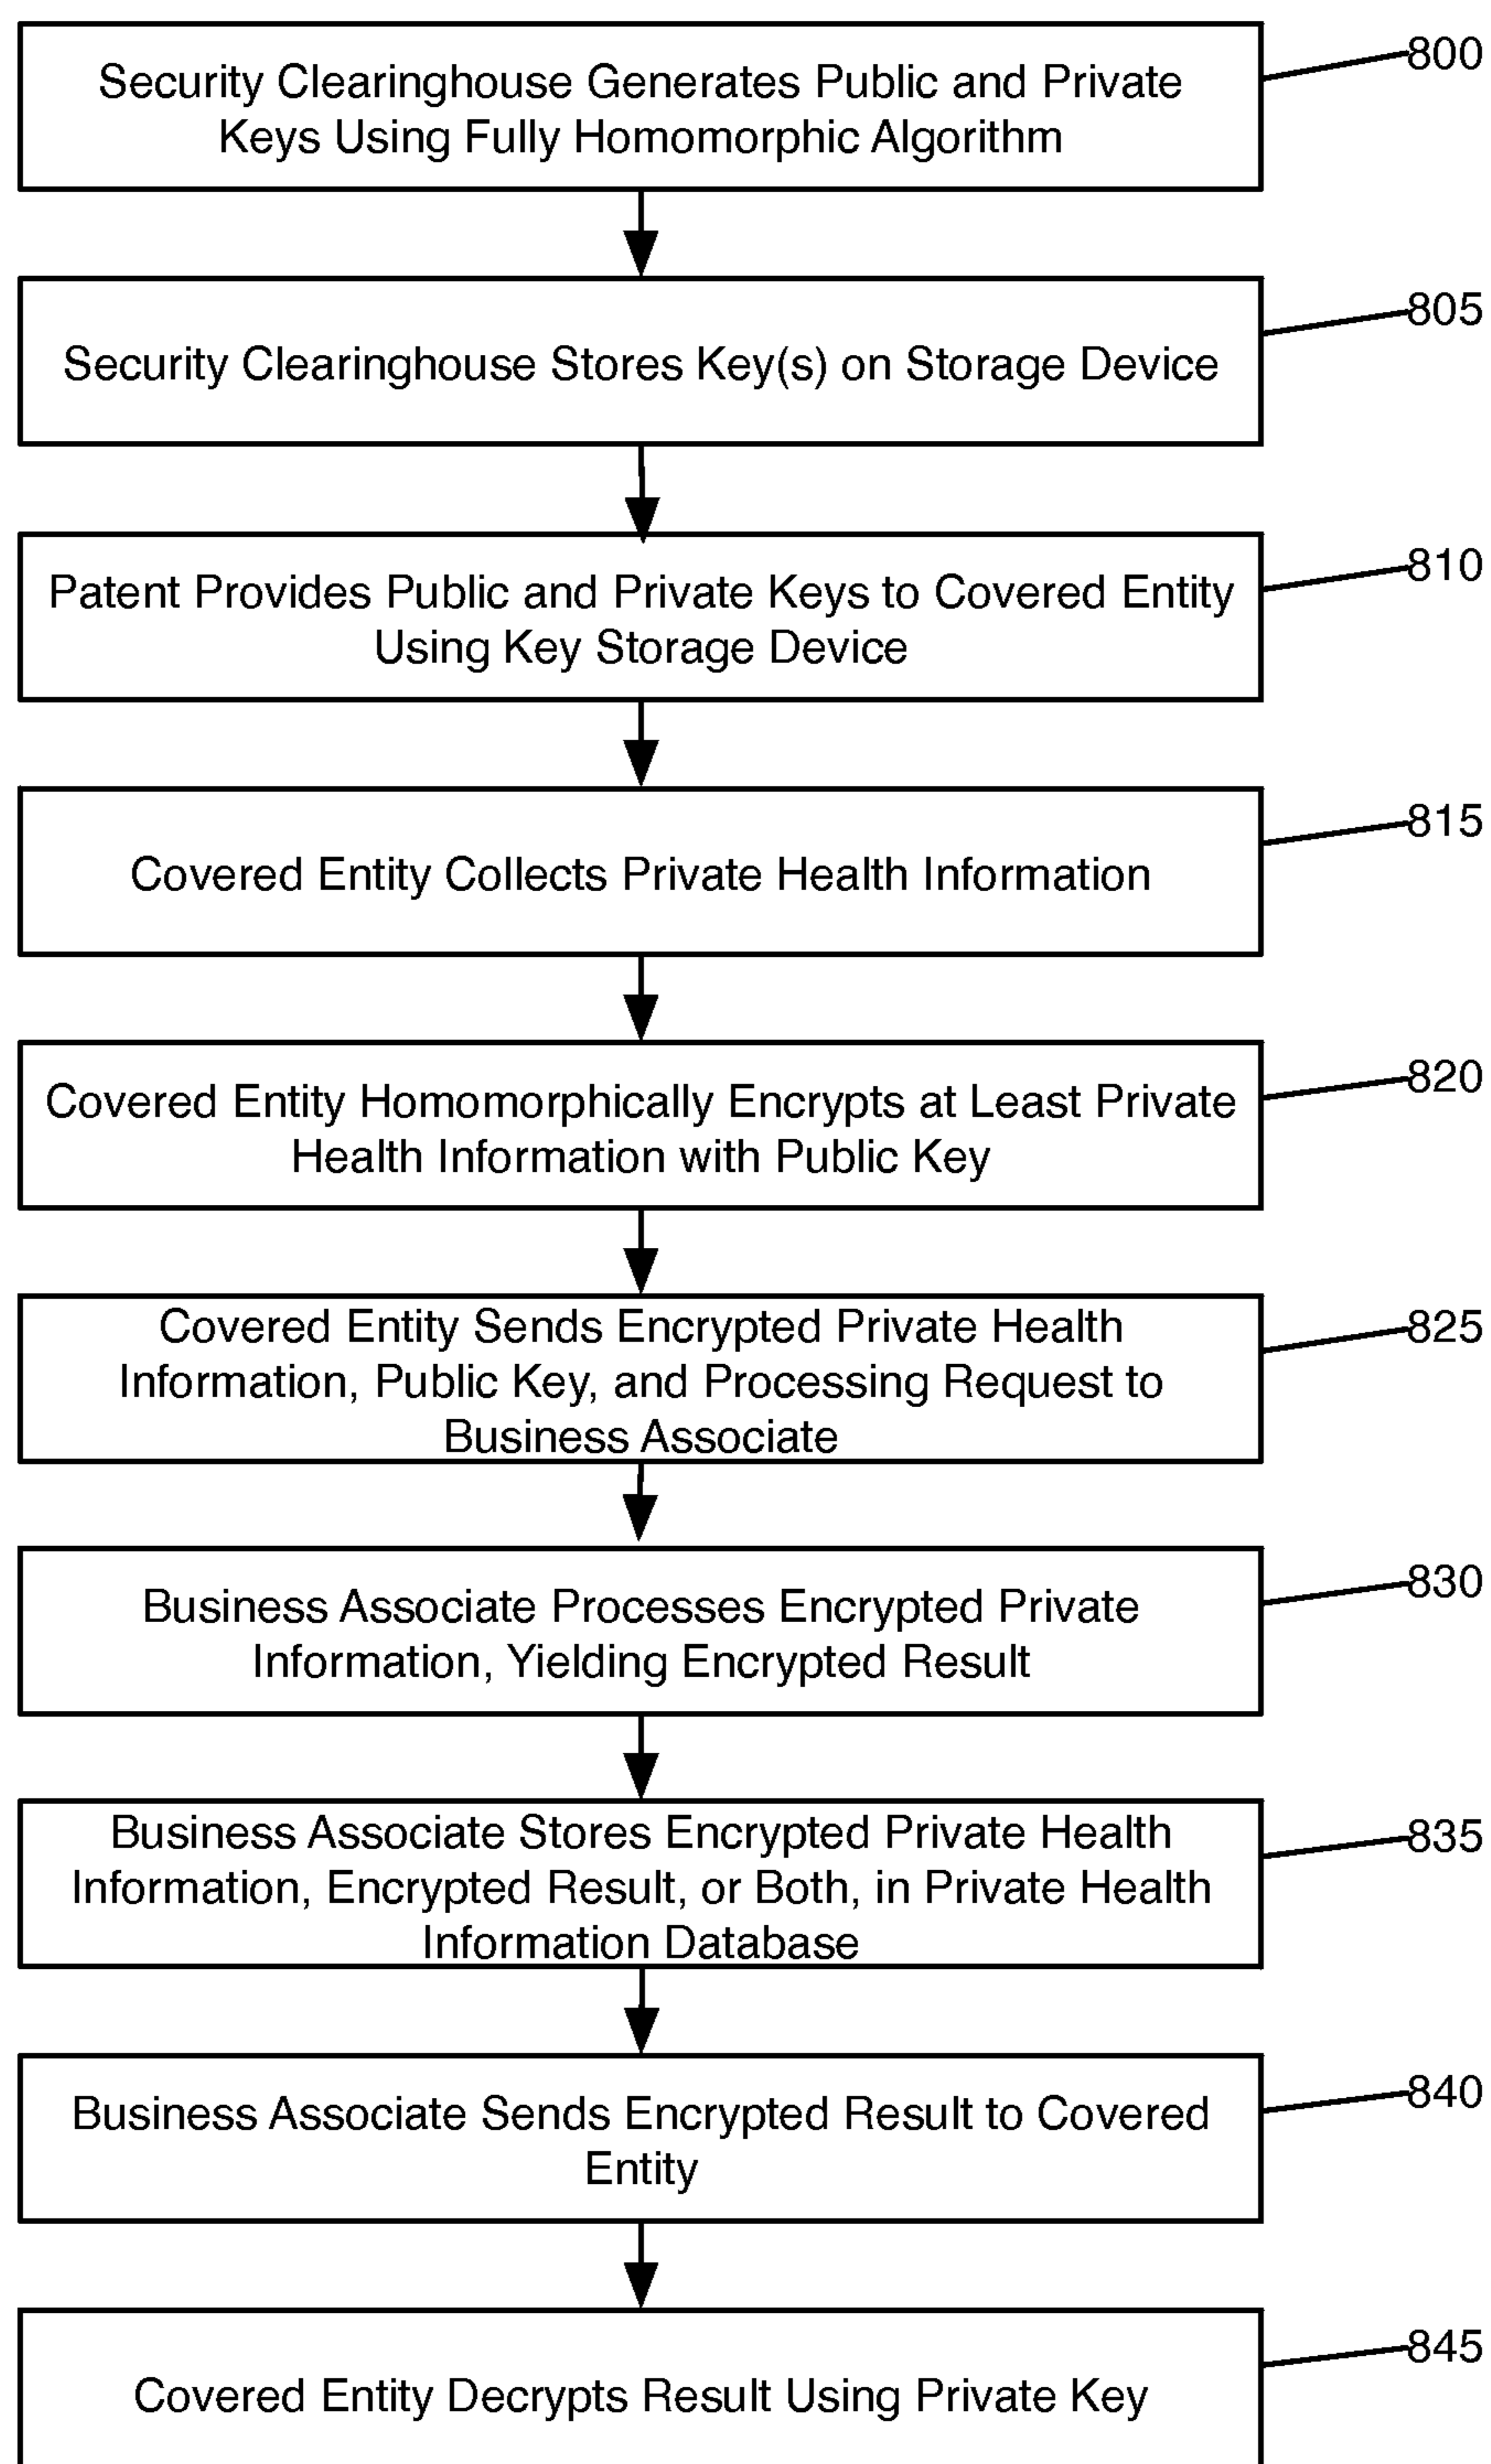 Security Clearinghouse Generates Public and Private
Keys Using Fully Homomorphic Algorithm
800
Security Clearinghouse Stores Key(s) on Storage Device
805
Patent Provides Public and Private Keys to Covered Entity
Using Key Storage Device
810
Covered Entity Collects Private Health Information
815
Covered Entity Homomorphically Encrypts at Least Private
Health Information with Public Key
820
Covered Entity Sends Encrypted Private Health
Information, Public Key, and Processing Request to
Business Associate
825
Business Associate Processes Encrypted Private
Information, Yielding Encrypted Result
830
Business Associate Stores Encrypted Private Health
Information, Encrypted Result, or Both, in Private Health
Information Database
835
Business Associate Sends Encrypted Result to Covered
Entity
840
Covered Entity Decrypts Result Using Private Key
845